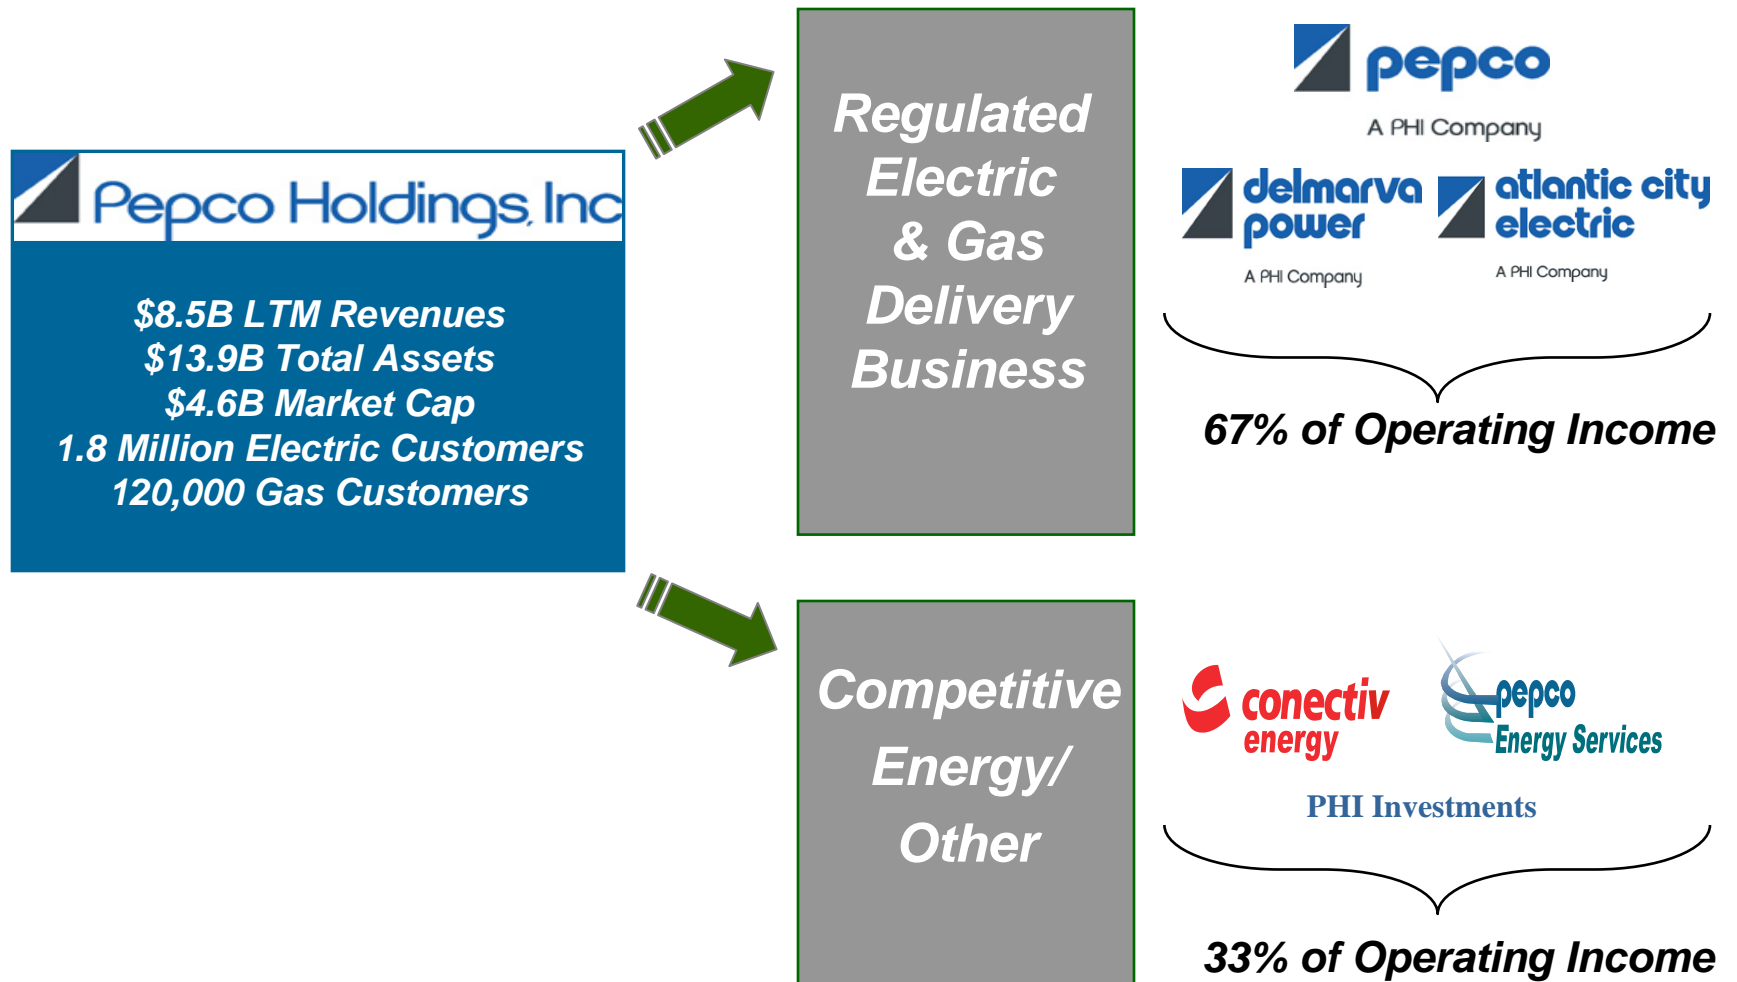 Pepco Holdings, Inc
$8.5B LTM Revenues
$13.9B Total Assets
$4.6B Market Cap
1.8 Million Electric Customers
120,000 Gas Customers
Regulated
Electric
& Gas
Delivery
Business
pepco
A PHI Company
delmarva
power
A PHI Company
atlantic city
electric
A PHI Company
67% of Operating Income
Competitive
Energy/
Other
conectiv
energy
pepco
Energy Services
PHI Investments
33% of Operating Income